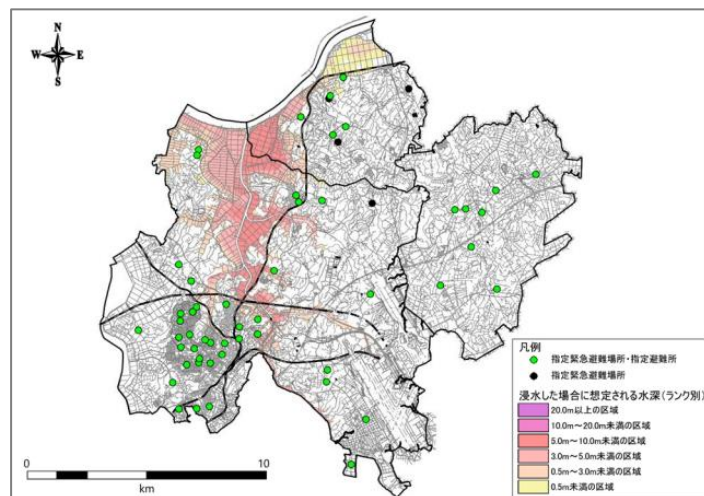 N
W E
S
凡例
指定緊急避難場所・指定避難所
指定緊急避難場所
浸水した場合に想定される水深（ランク別）
20.0m以上の区域
10.0m～20.0m未満の区域
5.0m～10.0m未満の区域
3.0m～5.0m未満の区域
0.5m～3.0m未満の区域
0.5m未満の区域
0 10
km